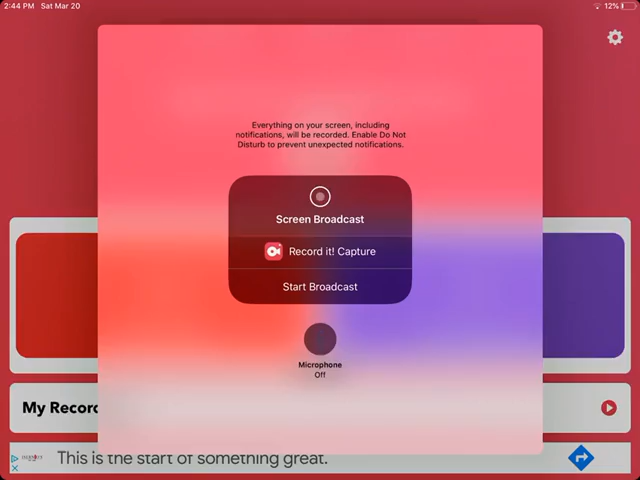 2:44 PM Sat Mar 20
12%
Everything on your screen, including
notifications, will be recorded. Enable Do Not
Disturb to prevent unexpected notifications.
Screen Broadcast
Record it! Capture
Start Broadcast
Microphone
Off
My Recor
This is the start of something great.